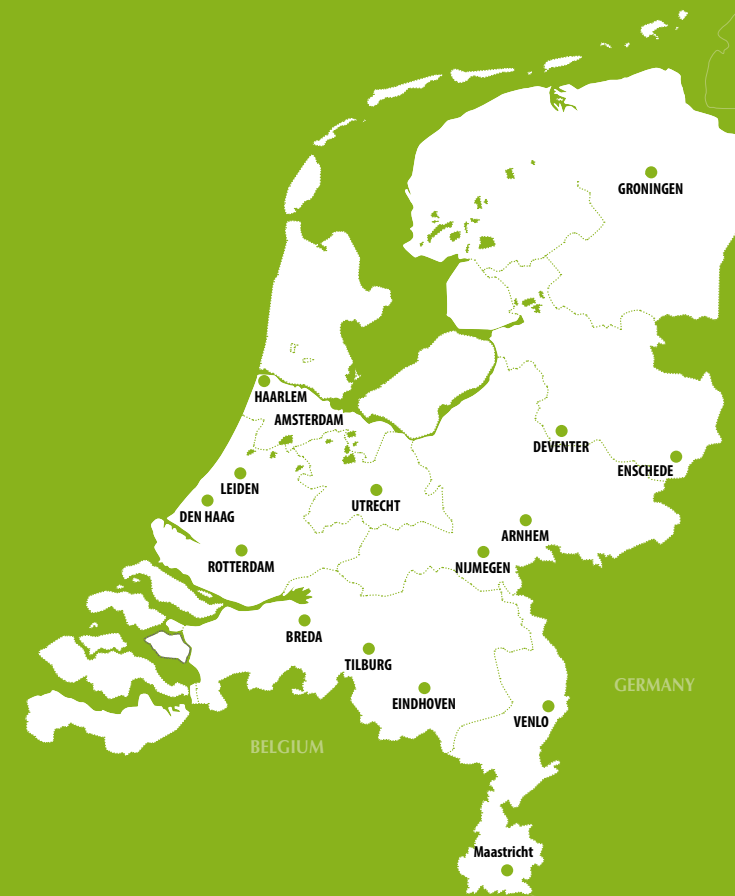 GRONINGEN
HAARLEM
AMSTERDAM
DEVENTER
ENSCHEDE
LEIDEN
UTRECHT
DEN HAAG
ARNHEM
ROTTERDAM
NIJMEGEN
BREDA
TILBURG
GERMANY
EINDHOVEN
VENLO
BELGIUM
Maastricht